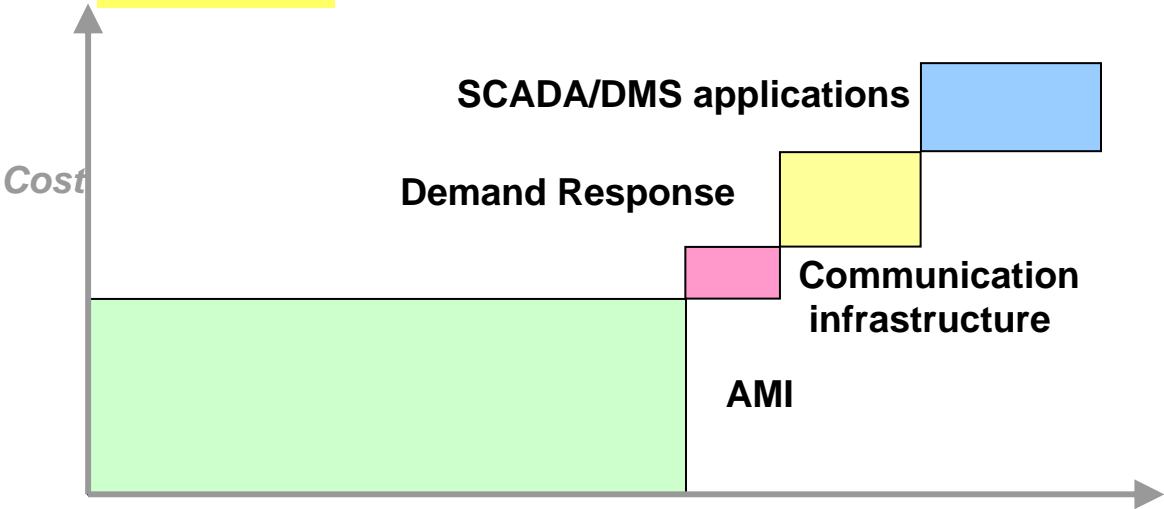 SCADA/DMS applications
Cost
Demand Response
Communication
infrastructure
AMI